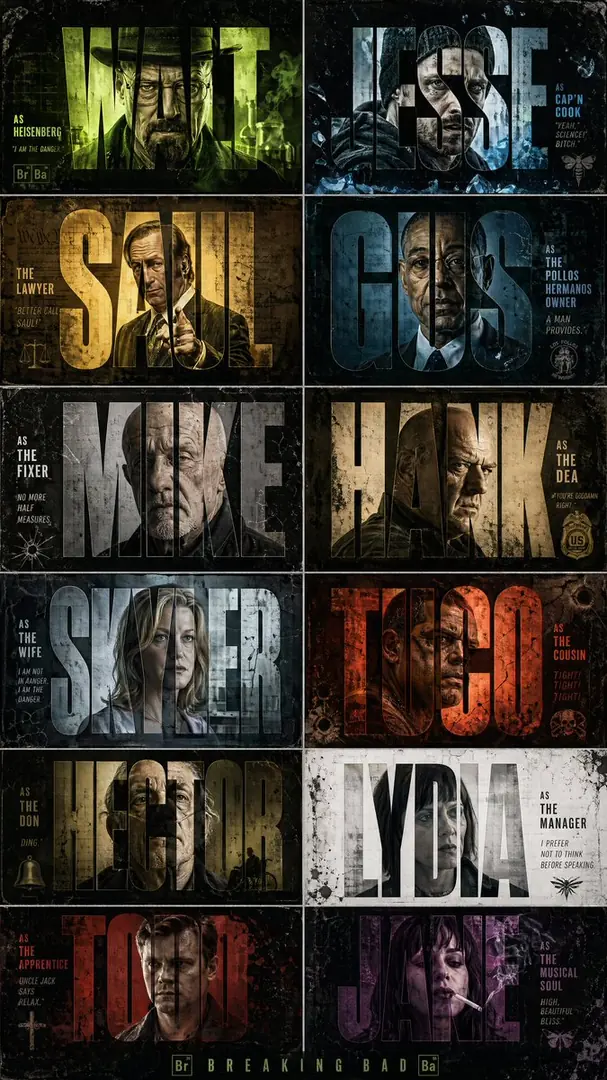 WALT
AS
HEISENBERG
"I AM THE DANGER."
Br Ba
JESSE
AS
CAP'N
COOK
"YEAH,
SCIENCE!
BITCH."
SAUL
THE
LAWYER
"BETTER CALL
SAUL!"
GUS
AS
THE
POLLOS
HERMANOS
OWNER
A MAN
PROVIDES.
LOS POLLOS
HERMANOS
MIKE
AS
THE
FIXER
NO MORE
HALF
MEASURES.
HANK
AS
THE
DEA
YOU'RE GODDAMN
RIGHT.
US
SKYLER
AS
THE
WIFE
I AM NOT
IN DANGER.
I AM THE
DANGER.
TUCO
AS
THE
COUSIN
TIGHT!
TIGHT!
TIGHT!
HECTOR
AS
THE
DON
DING.
LYDIA
AS
THE
MANAGER
I PREFER
NOT TO THINK
BEFORE SPEAKING.
TODD
AS
THE
APPRENTICE
UNCLE JACK
SAYS
RELAX."
JANE
AS
THE
MUSICAL
SOUL
HIGH.
BEAUTIFUL
BLISS."
Br BREAKING BAD Ba